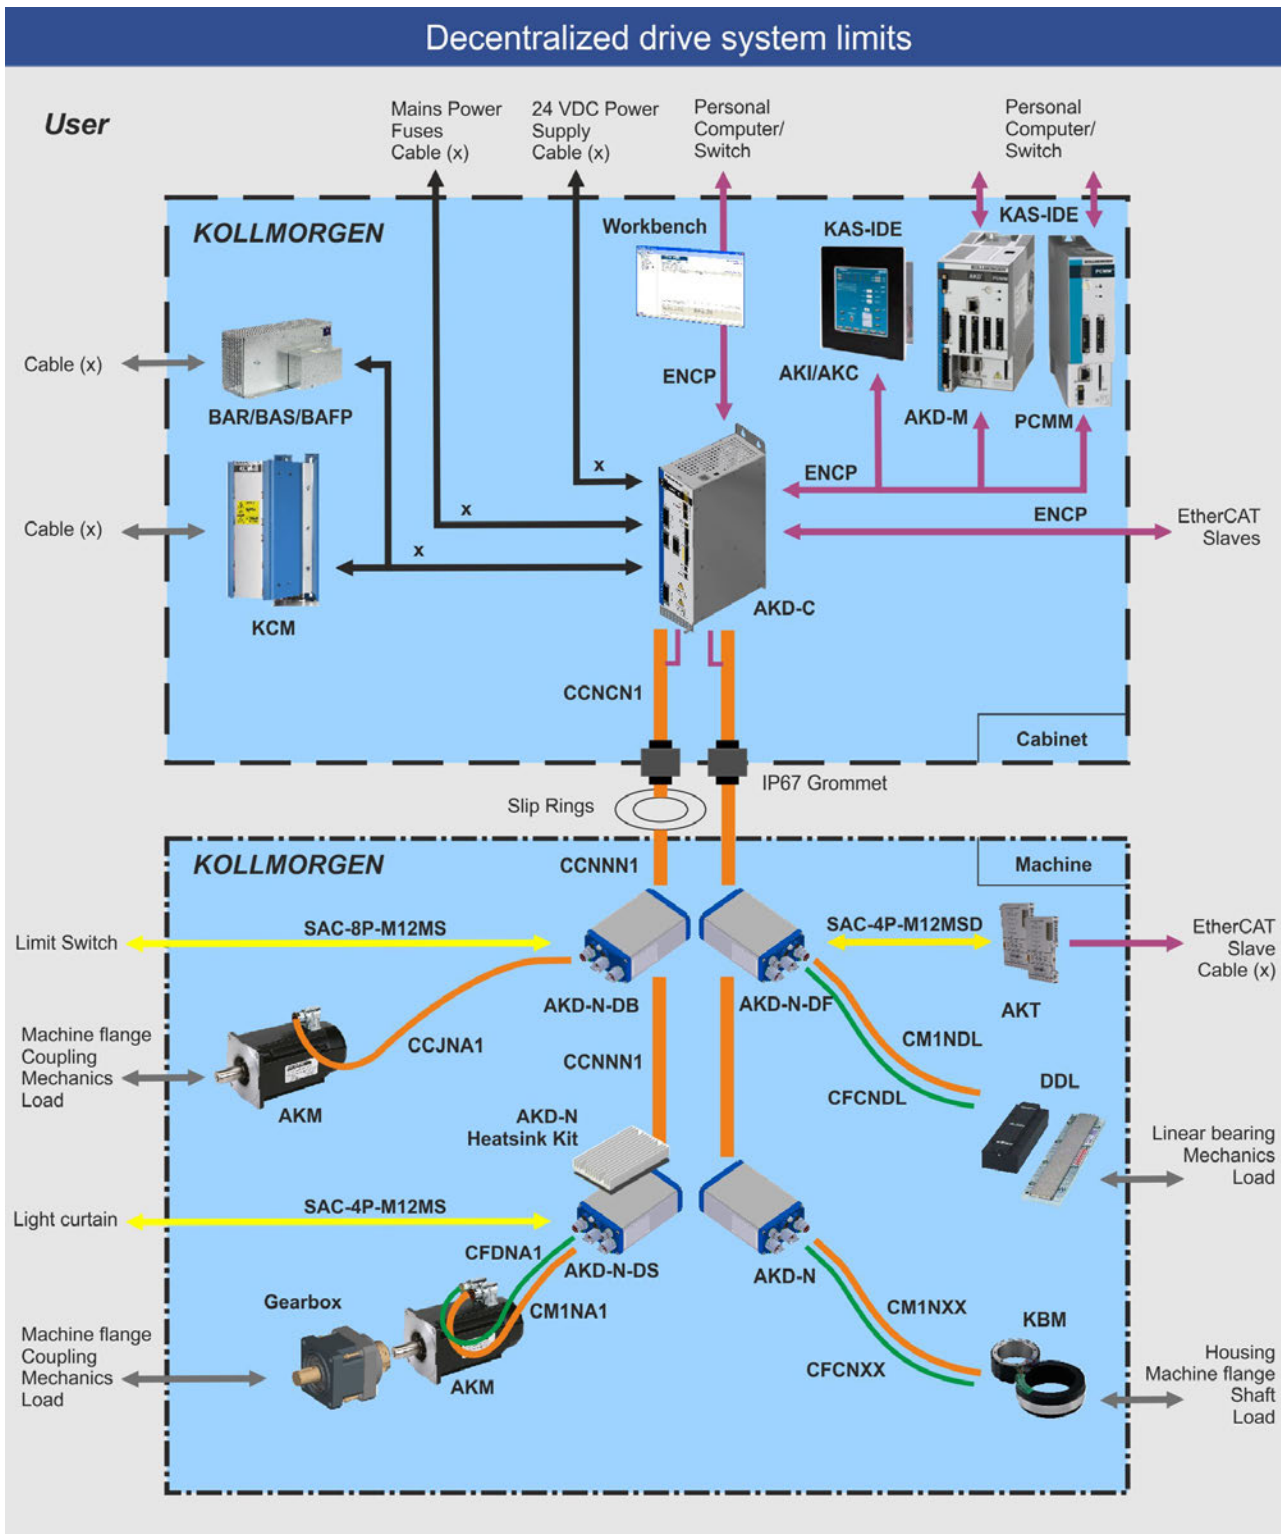 Decentralized drive system limits
User
Mains Power
Fuses
Cable (x)
24 VDC Power
Supply
Cable (x)
Personal
Computer/
Switch
Personal
Computer/
Switch
KOLLMORGEN
Workbench
KAS-IDE
KAS-IDE
Cable (x)
BAR/BAS/BAFP
ENCP
AKI/AKC
AKD-M
PCMM
x
ENCP
x
Cable (x)
ENCP
EtherCAT
Slaves
x
KCM
AKD-C
CCNCN1
Cabinet
IP67 Grommet
Slip Rings
KOLLMORGEN
CCNNN1
Machine
Limit Switch
SAC-8P-M12MS
SAC-4P-M12MSD
EtherCAT
Slave
Cable (x)
AKD-N-DB
AKD-N-DF
AKT
Machine flange
Coupling
Mechanics
Load
CCJNA1
CCNNN1
CM1NDL
CFCNDL
DDL
AKM
AKD-N
Heatsink Kit
Linear bearing
Mechanics
Load
Light curtain
SAC-4P-M12MS
CFDNA1
AKD-N-DS
AKD-N
Gearbox
CM1NA1
CM1NXX
KBM
Machine flange
Coupling
Mechanics
Load
CFCNXX
AKM
Housing
Machine flange
Shaft
Load